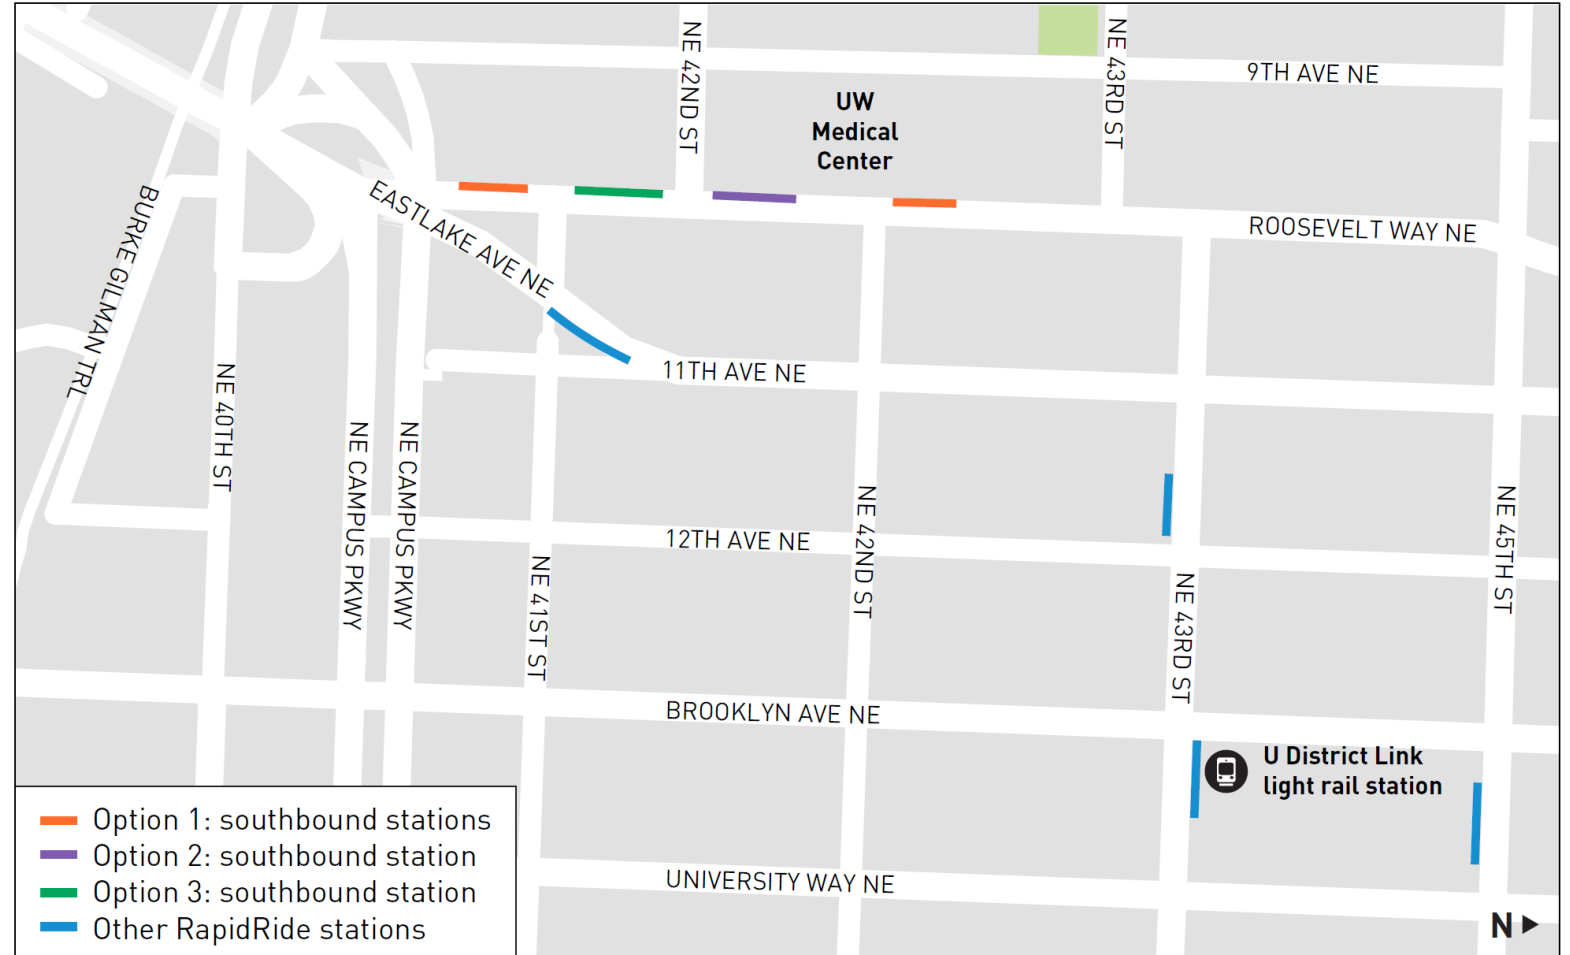 NE 42ND ST
NE 43RD ST
9TH AVE NE
UW
Medical
Center
BURKE GILMAN TRL
EASTLAKE AVE NE
ROOSEVELT WAY NE
11TH AVE NE
NE 40TH ST
NE CAMPUS PKWY
NE CAMPUS PKWY
12TH AVE NE
NE 41ST ST
NE 42ND ST
NE 43RD ST
NE 45TH ST
BROOKLYN AVE NE
U District Link
light rail station
UNIVERSITY WAY NE
Option 1: southbound stations
Option 2: southbound station
Option 3: southbound station
Other RapidRide stations
N